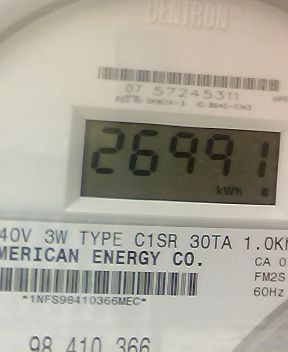 CENTRON
07 57245311
26991
kWh
40V 3W TYPE C1SR 30TA 1.0K
MERICAN ENERGY CO.
CA 0
FM2S
60Hz
*1NFS98410366MEC*
98 410 366